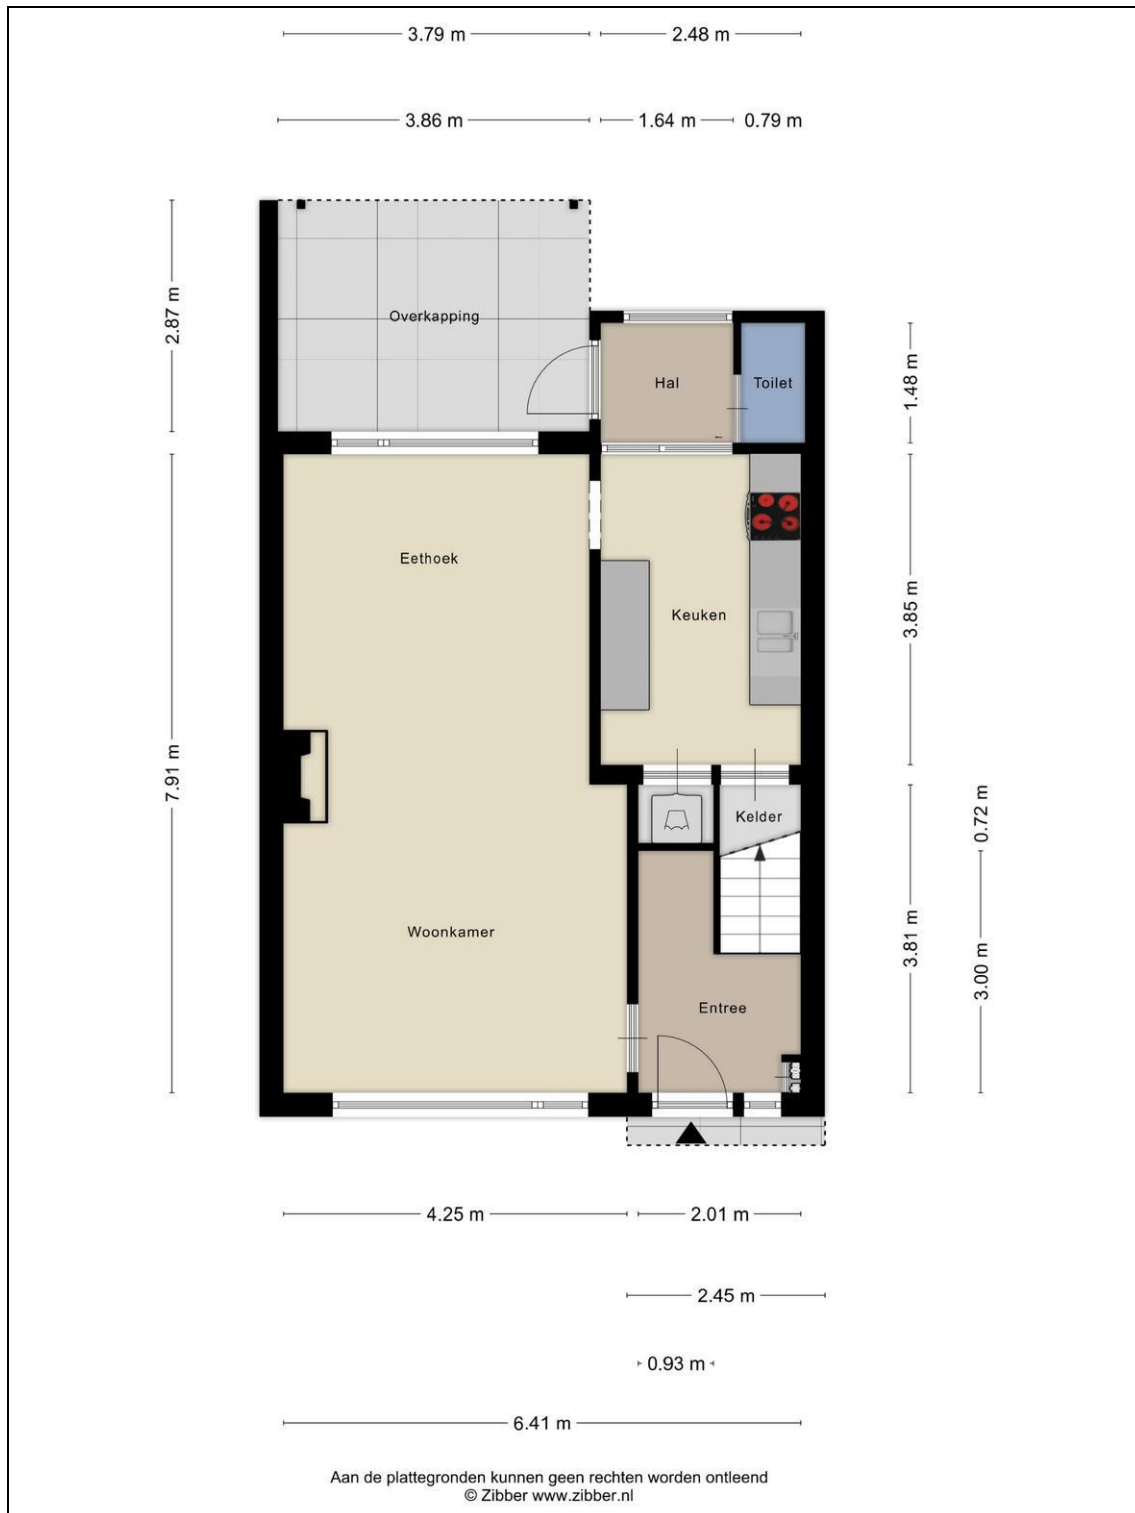 3.79 m 2.48 m
3.86 m 1.64 m 0.79 m
2.87 m
Overkapping
Hal
Toilet
1.48 m
Eethoek
Keuken
3.85 m
7.91 m
Kelder
0.72 m
Woonkamer
3.81 m
3.00 m
Entree
4.25 m 2.01 m
2.45 m
0.93 m
6.41 m
Aan de plattegronden kunnen geen rechten worden ontleend
© Zibber www.zibber.nl